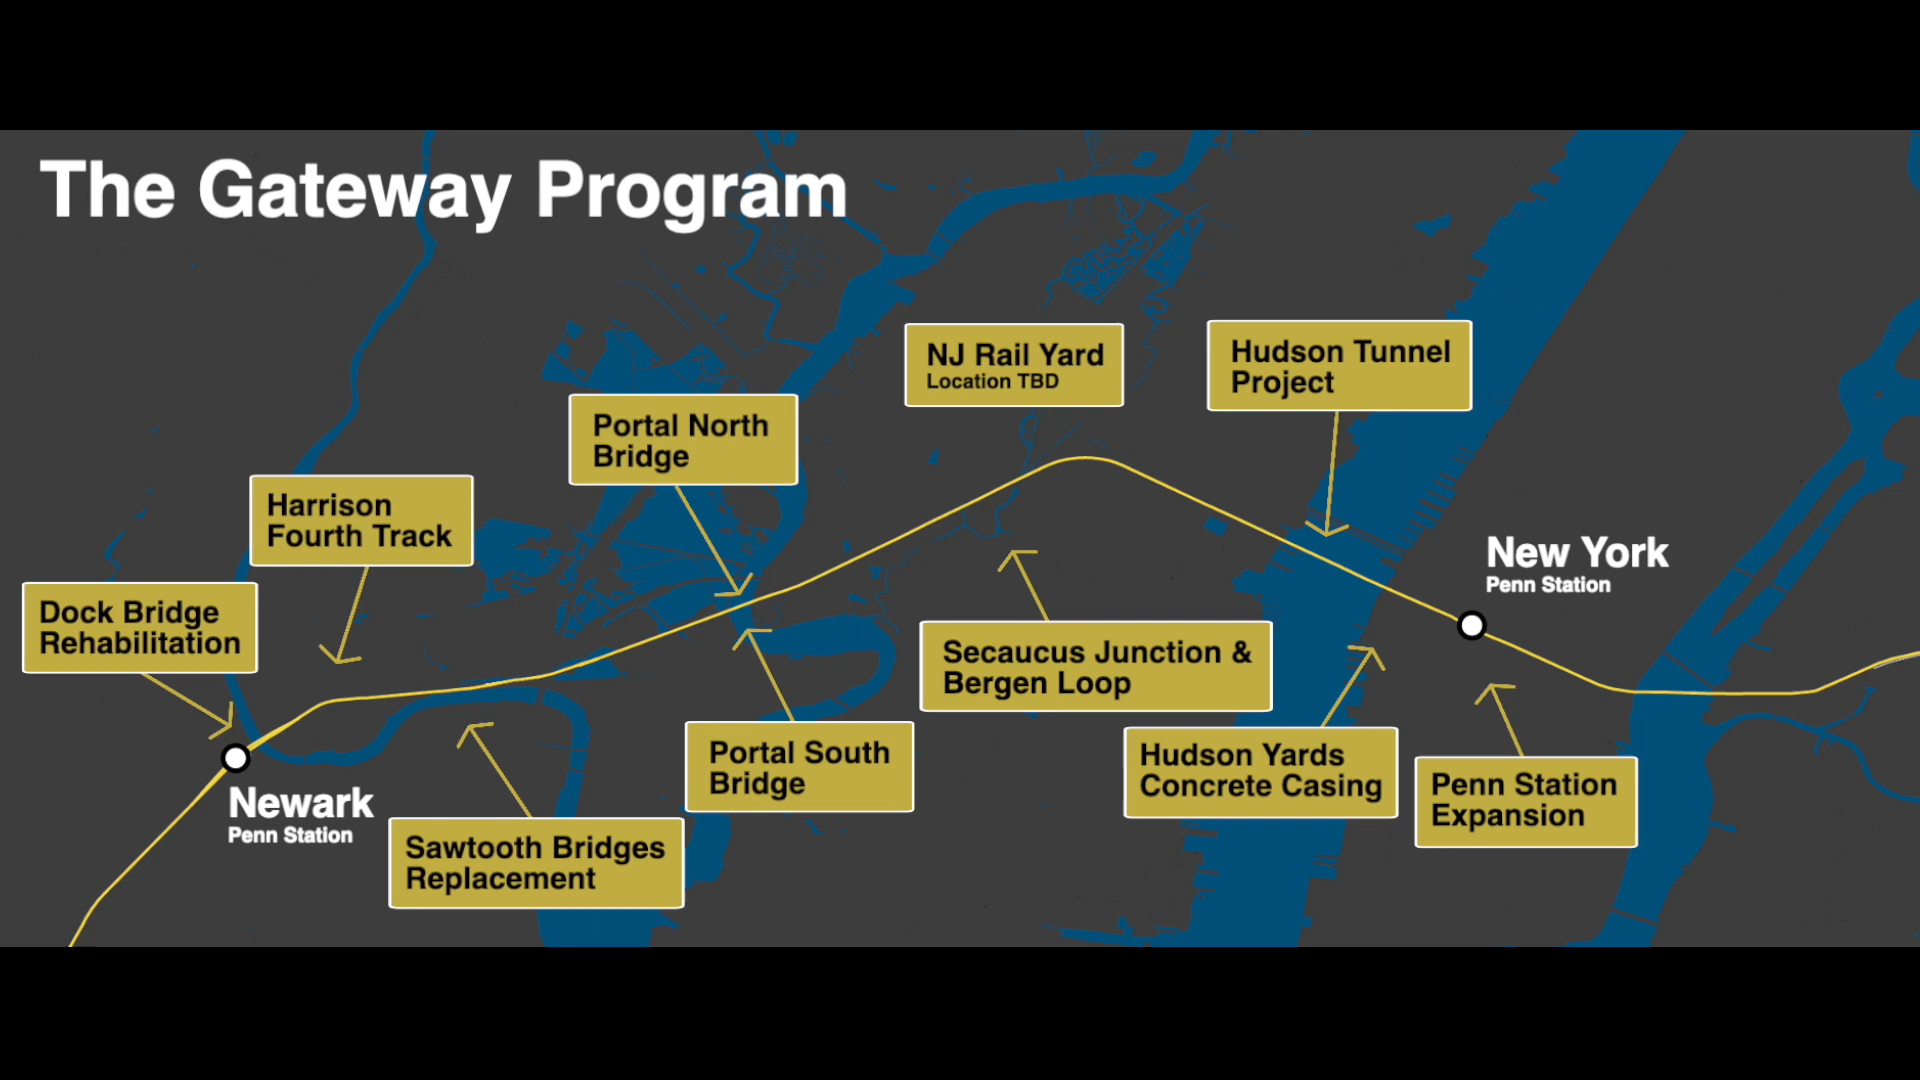 The Gateway Program
NJ Rail Yard
Location TBD
Hudson Tunnel
Project
Portal North
Bridge
Harrison
Fourth Track
New York
Penn Station
Dock Bridge
Rehabilitation
Secaucus Junction &
Bergen Loop
Portal South
Bridge
Hudson Yards
Concrete Casing
Penn Station
Expansion
Newark
Penn Station
Sawtooth Bridges
Replacement